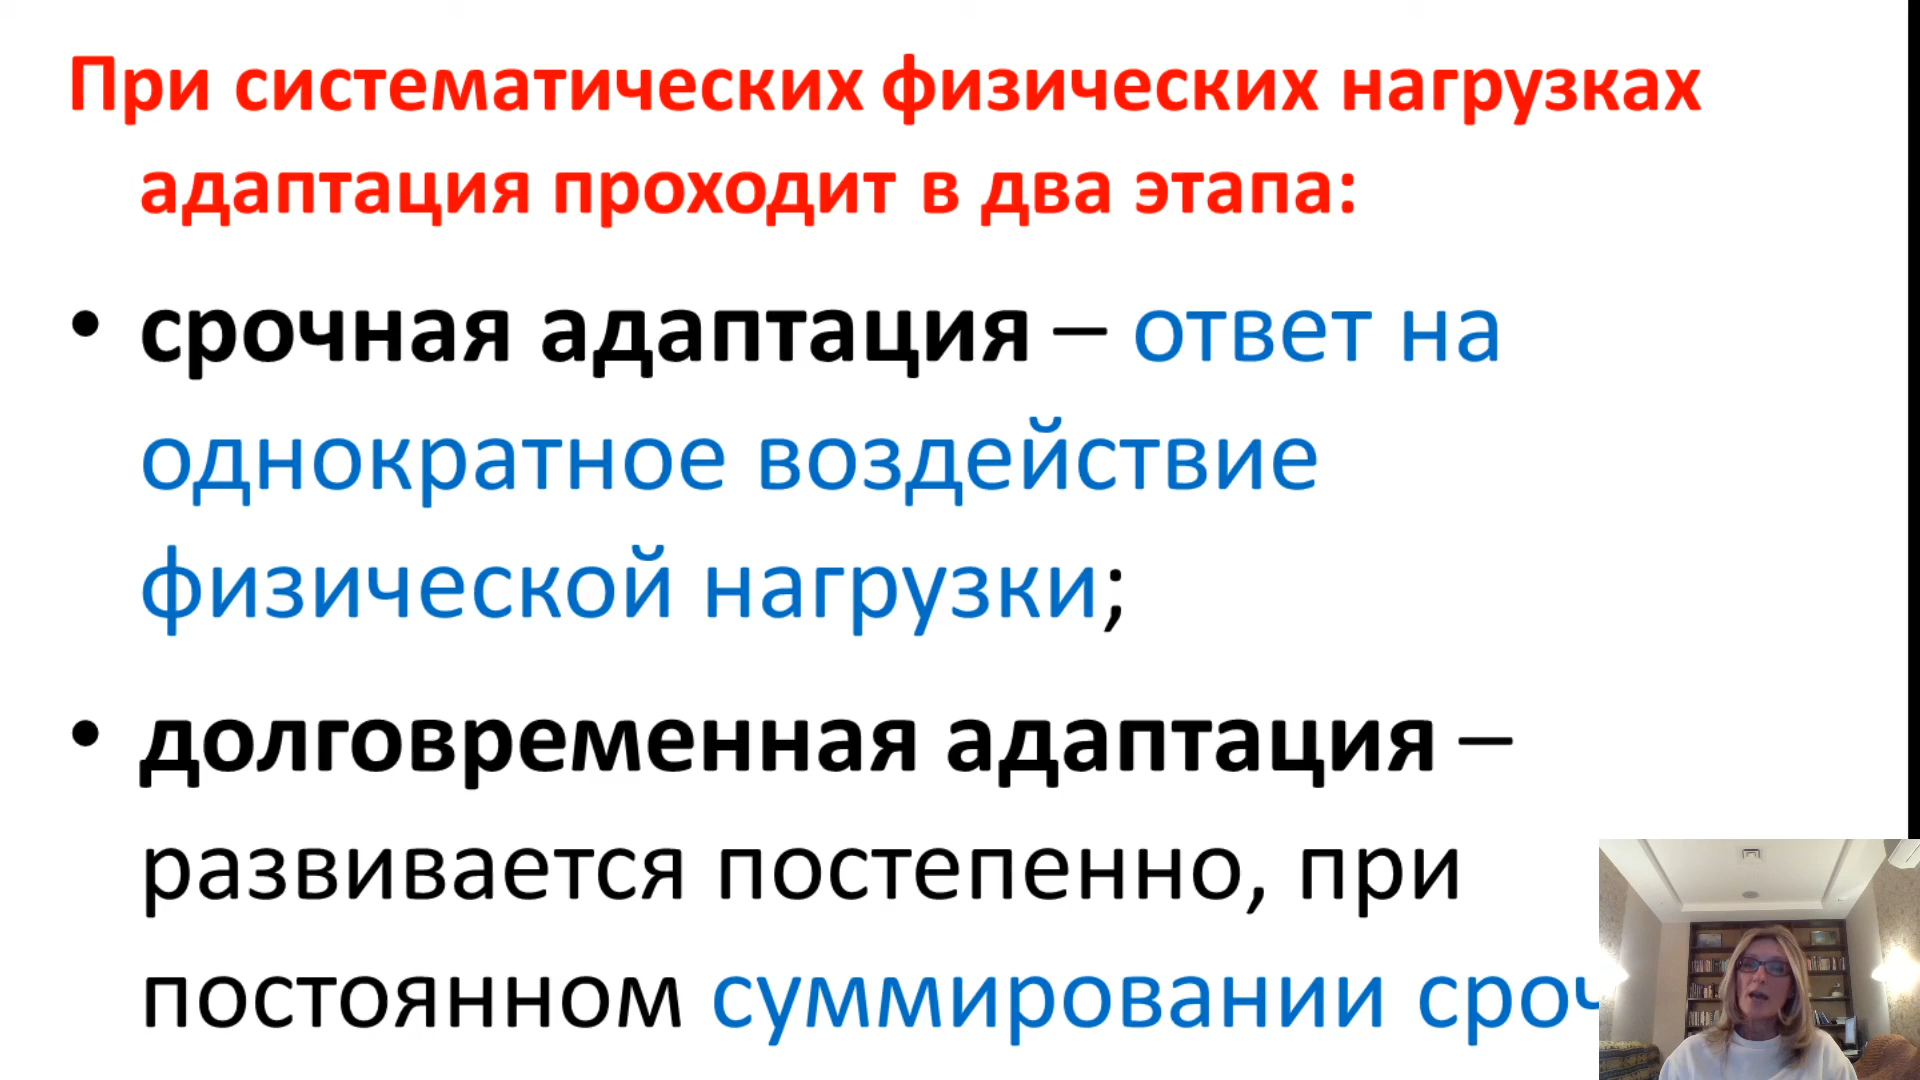 При систематических физических нагрузках
адаптация проходит в два этапа:
• срочная адаптация – ответ на
однократное воздействие
физической нагрузки;
• долговременная адаптация –
развивается постепенно, при
постоянном суммировании